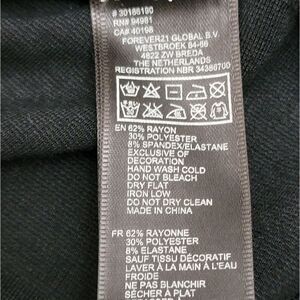 # 30186190
RN# 94981
CA# 40198
FOREVER21 GLOBAL B.V.
WESTBROEK 64-66
4822 ZW BREDA
THE NETHERLANDS
REGISTRATION NBR 34386700
EN 62% RAYON
30% POLYESTER
8% SPANDEX/ELASTANE
EXCLUSIVE OF
DECORATION
HAND WASH COLD
DO NOT BLEACH
DRY FLAT
IRON LOW
DO NOT DRY CLEAN
MADE IN CHINA
FR 62% RAYONNE
30% POLYESTER
8% ELASTANE
SAUF TISSU DÉCORATIF
LAVER À LA MAIN À L'EAU
FROIDE
NE PAS BLANCHIR
SÉCHER À PLAT